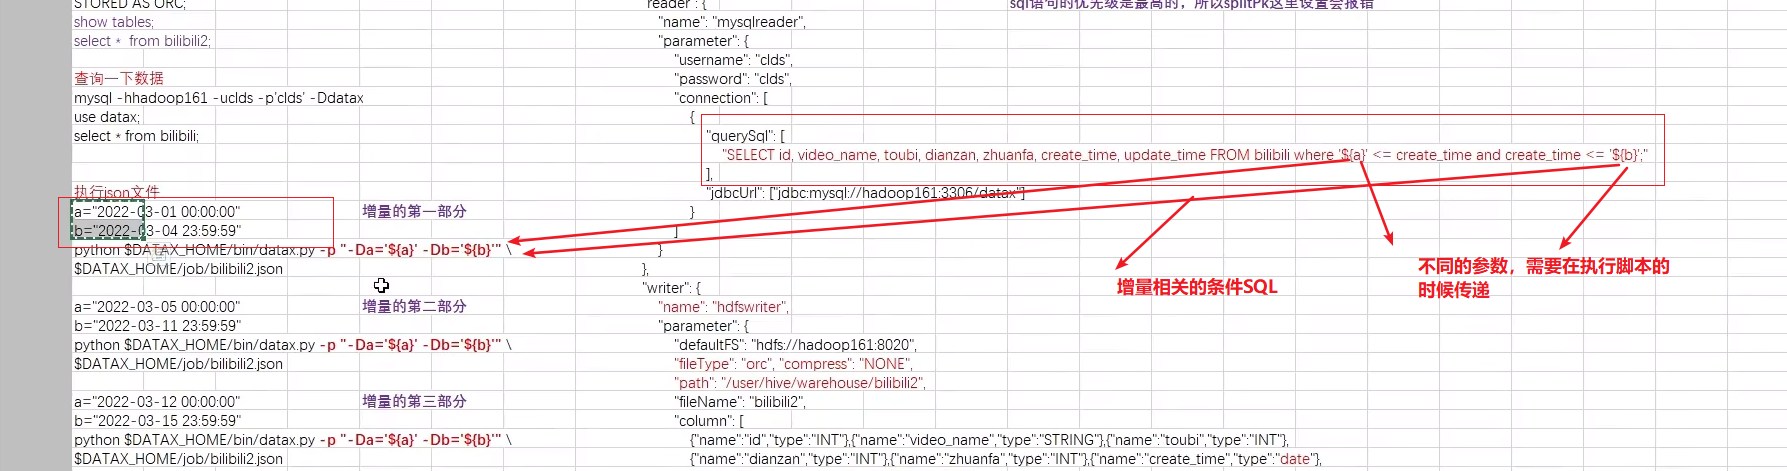 STORED AS ORC;
show tables;
select * from bilibili2;
查询一下数据
mysql -hhadoop161 -uclds -p'clds' -Ddatax
use datax;
select * from bilibili;
执行json文件
a="2022-03-01 00:00:00" 增量的第一部分
b="2022-03-04 23:59:59"
python $DATAX_HOME/bin/datax.py -p "-Da='${a}' -Db='${b}'" \
$DATAX_HOME/job/bilibili2.json
a="2022-03-05 00:00:00" 增量的第二部分
b="2022-03-11 23:59:59"
python $DATAX_HOME/bin/datax.py -p "-Da='${a}' -Db='${b}'" \
$DATAX_HOME/job/bilibili2.json
a="2022-03-12 00:00:00" 增量的第三部分
b="2022-03-15 23:59:59"
python $DATAX_HOME/bin/datax.py -p "-Da='${a}' -Db='${b}'" \
$DATAX_HOME/job/bilibili2.json
reader": {
"name": "mysqlreader",
"parameter": {
"username": "clds",
"password": "clds",
"connection": [
{
"querySql": [
"SELECT id, video_name, toubi, dianzan, zhuanfa, create_time, update_time FROM bilibili where '${a}' <= create_time and create_time <= '${b}';"
],
"jdbcUrl": ["jdbc:mysql://hadoop161:3306/datax"]
}
]
}
},
"writer": {
"name": "hdfswriter",
"parameter": {
"defaultFS": "hdfs://hadoop161:8020",
"fileType": "orc", "compress": "NONE",
"path": "/user/hive/warehouse/bilibili2",
"fileName": "bilibili2",
"column": [
{"name":"id","type":"INT"},{"name":"video_name","type":"STRING"},{"name":"toubi","type":"INT"},
{"name":"dianzan","type":"INT"},{"name":"zhuanfa","type":"INT"},{"name":"create_time","type":"date"},
sql语句的优先级是最高的，所以splitPk这里设置会报错
增量相关的条件SQL
不同的参数，需要在执行脚本的
时候传递